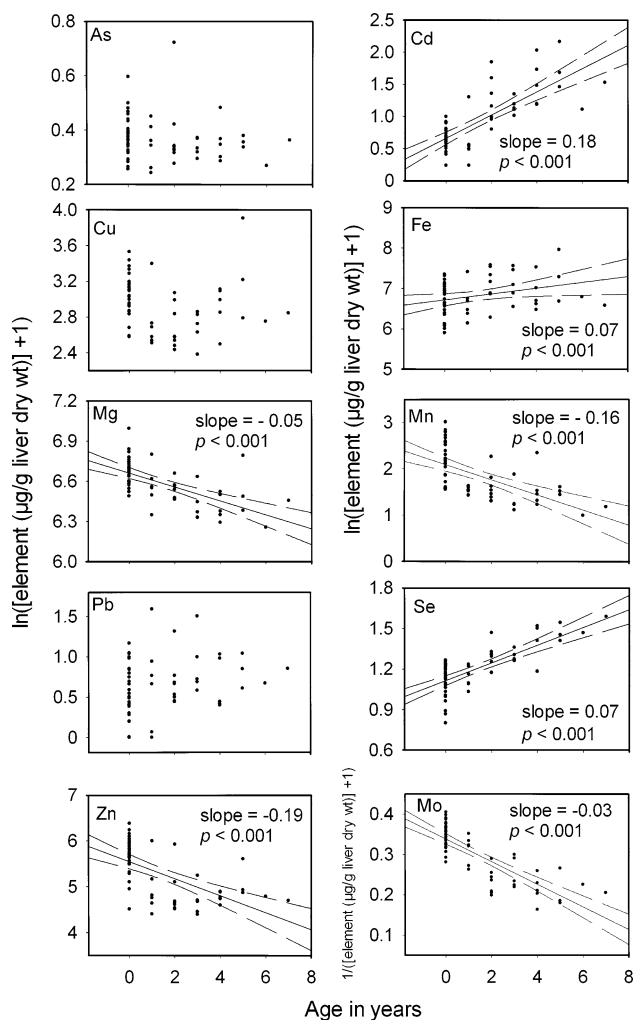 As
0.8
0.6
0.4
0.2
Cd
2.5
2.0
1.5
1.0
0.5
0
slope = 0.18
p < 0.001
Cu
4.0
3.6
3.2
2.8
2.4
Fe
9
8
7
6
5
slope = 0.07
p < 0.001
Mg
7.2
6.9
6.6
6.3
6.0
slope = - 0.05
p < 0.001
Mn
3
2
1
0
slope = - 0.16
p < 0.001
Pb
1.5
1.0
0.5
0
Se
1.8
1.5
1.2
0.9
0.6
slope = 0.07
p < 0.001
Zn
7
6
5
4
slope = -0.19
p < 0.001
0 2 4 6 8
Mo
0.4
0.3
0.2
0.1
slope = -0.03
p < 0.001
0 2 4 6 8
ln([element (µg/g liver dry wt)] +1)
ln([element (µg/g liver dry wt)] +1)
1/([element (µg/g liver dry wt)] +1)
Age in years